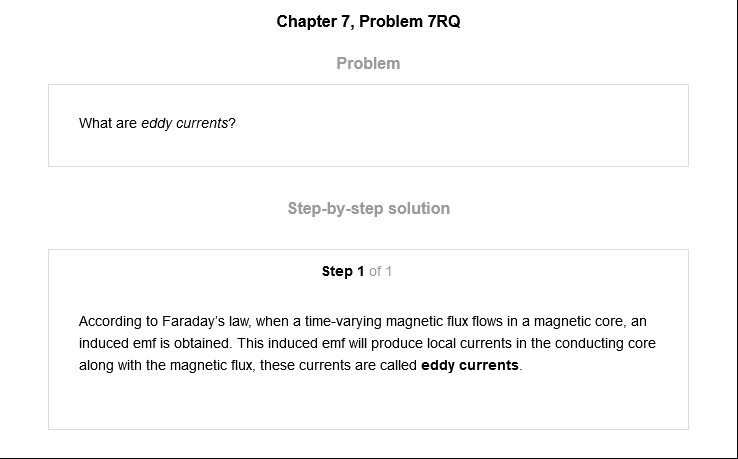 Chapter 7, Problem 7RQ
Problem
What are eddy currents?
Step-by-step solution
Step 1 of 1
According to Faraday’s law, when a time-varying magnetic flux flows in a magnetic core, an
induced emf is obtained. This induced emf will produce local currents in the conducting core
along with the magnetic flux, these currents are called eddy currents.